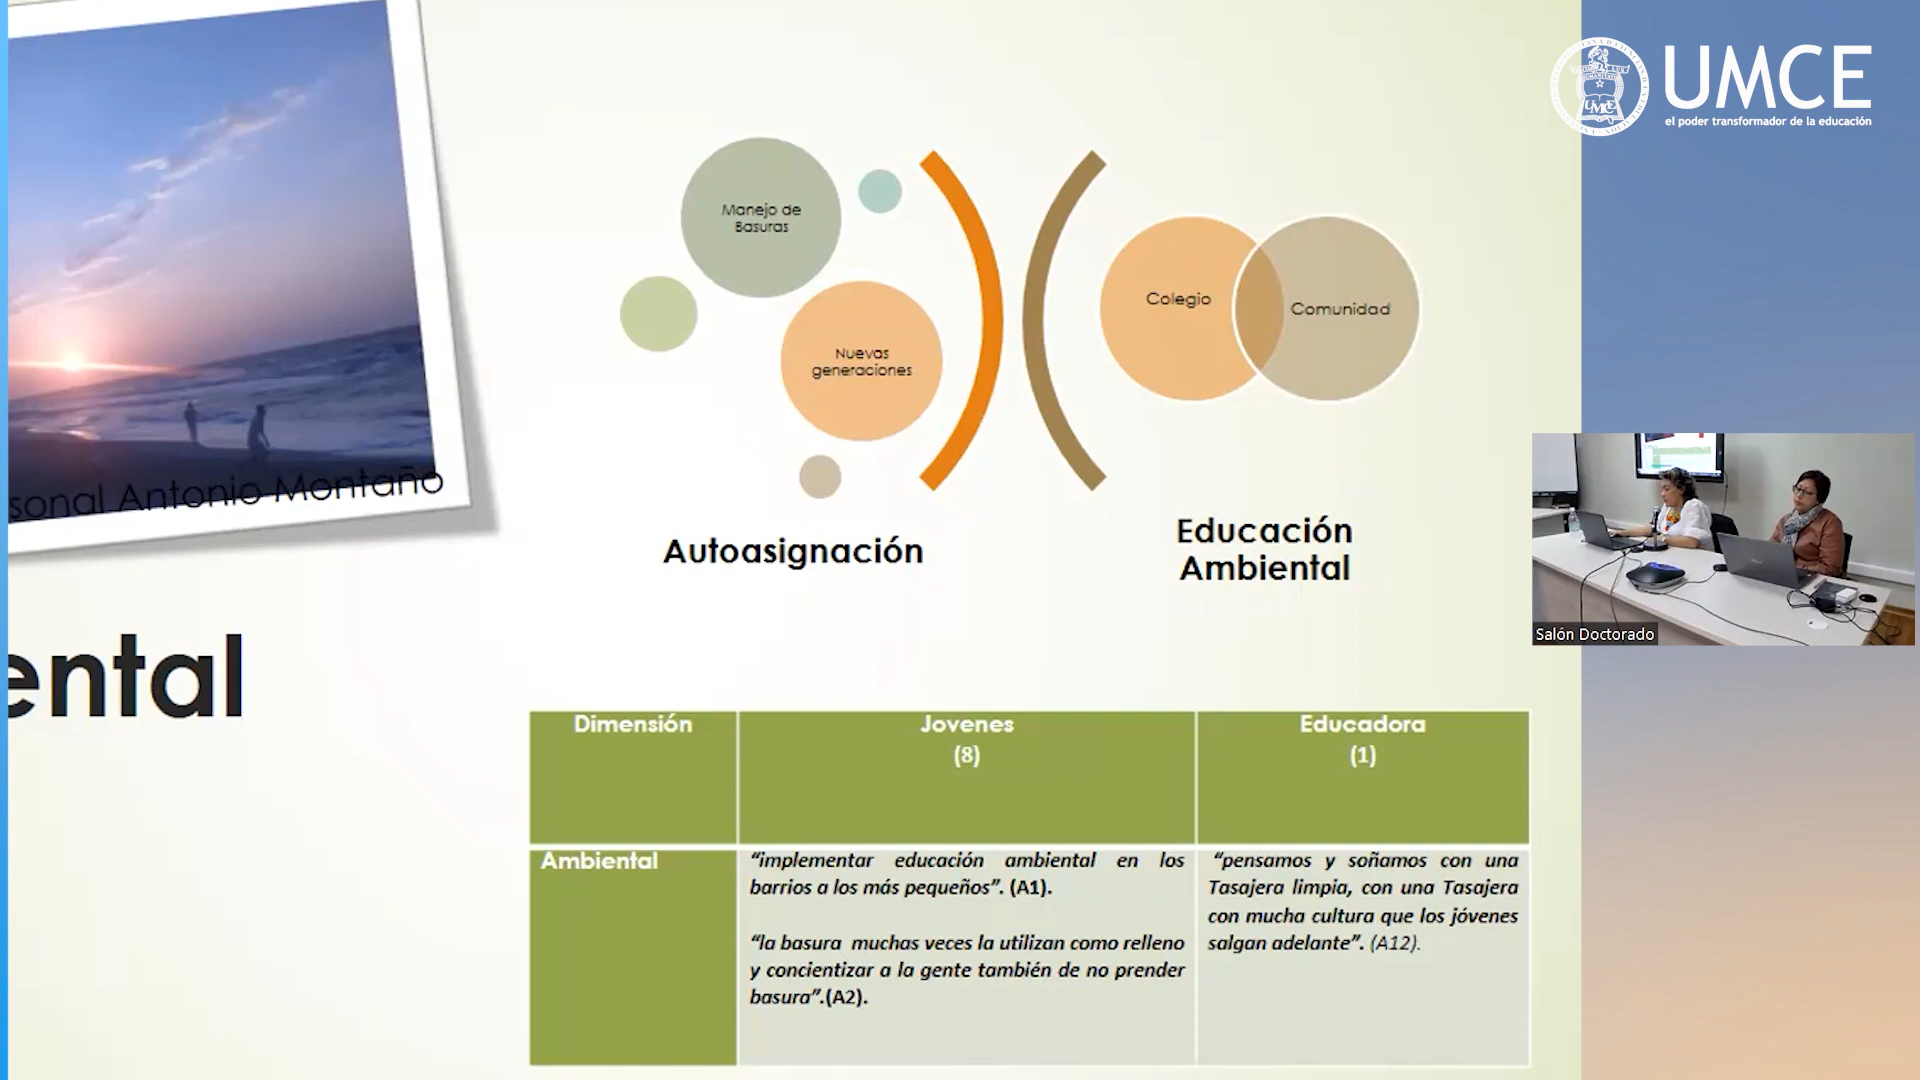 UMCE
el poder transformador de la educación
Manejo de
Basuras
Nuevas
generaciones
Colegio
Comunidad
sonal Antonio Montaño
Autoasignación
Educación
Ambiental
ental
Salón Doctorado
Dimensión
Jovenes
(8)
Educadora
(1)
Ambiental
“implementar educación ambiental en los
barrios a los más pequeños”. (A1).
“la basura muchas veces la utilizan como relleno
y concientizar a la gente también de no prender
basura”.(A2).
“pensamos y soñamos con una
Tasajera limpia, con una Tasajera
con mucha cultura que los jóvenes
salgan adelante”. (A12).